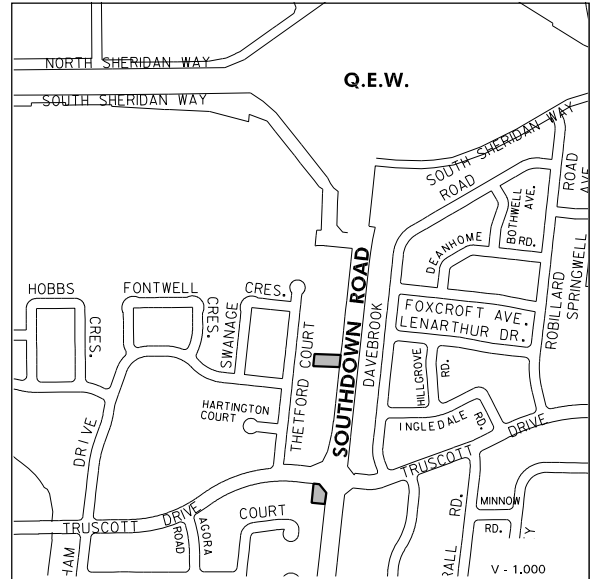 NORTH SHERIDAN WAY
Q.E.W.
SOUTH SHERIDAN WAY
SOUTH SHERIDAN WAY
ROAD
ROAD
AVE.
BOTHWELL
AVE.
DEANHOME
RD.
SPRINGWELL
ROBILLARD
HOBBS
CRES.
FONTWELL
CRES.
SWANAGE
CRES.
THETFORD COURT
SOUTHDOWN ROAD
DAVEBROOK
FOXCROFT AVE.
LENARTHUR DR.
HILLGROVE
RD.
HARTINGTON
COURT
INGLEDALE
RD.
DRIVE
TRUSCOTT
DRIVE
TRUSCOTT
DRIVE
AGORA
ROAD
COURT
RD.
MINNOW
RD.
V - 1.000